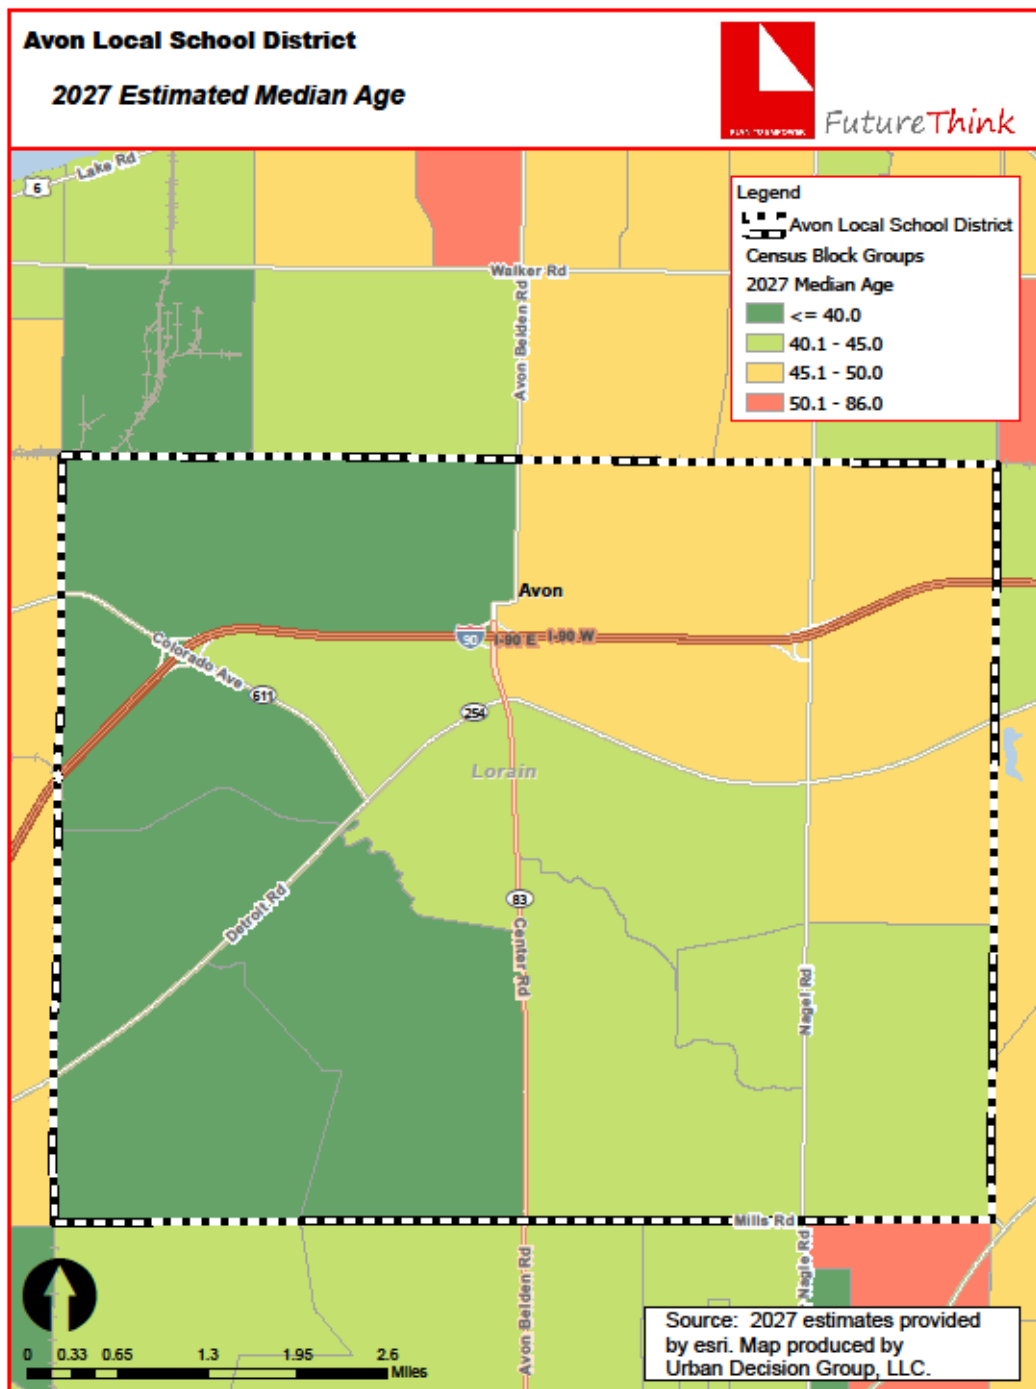 Avon Local School District
2027 Estimated Median Age
PLAN TO EMPOWER
FutureThink
Legend
Avon Local School District
Census Block Groups
2027 Median Age
<= 40.0
40.1 - 45.0
45.1 - 50.0
50.1 - 86.0
6
Lake Rd
Walker Rd
Avon Belden Rd
Avon
90
I-90 E
I-90 W
Colorado Ave
611
254
Lorain
83
Detroit Rd
Center Rd
Nagel Rd
Mills Rd
Avon Belden Rd
Nagle Rd
0 0.33 0.65 1.3 1.95 2.6
Miles
Source: 2027 estimates provided
by esri. Map produced by
Urban Decision Group, LLC.